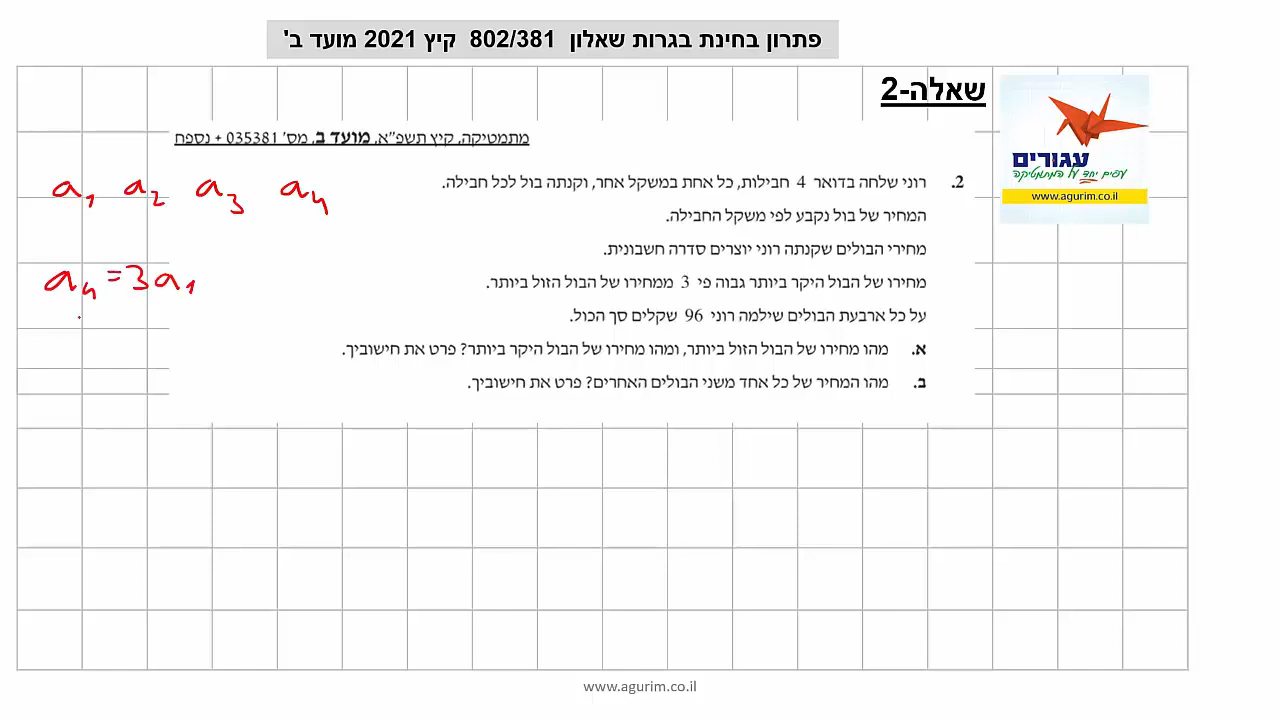 פתרון בחינת בגרות שאלון 802/381 קיץ 2021 מועד ב'
שאלה-2
עגורים
עפים יחד על המתמטיקה
www.agurim.co.il
מתמטיקה, קיץ תשפ"א, מועד ב, מס' 035381 + נספח
2. רוני שלחה בדואר 4 חבילות, כל אחת במשקל אחר, וקנתה בול לכל חבילה.
המחיר של בול נקבע לפי משקל החבילה.
מחירי הבולים שקנתה רוני יוצרים סדרה חשבונית.
מחירו של הבול היקר ביותר גבוה פי 3 ממחירו של הבול הזול ביותר.
על כל ארבעת הבולים שילמה רוני 96 שקלים סך הכול.
א. מהו מחירו של הבול הזול ביותר, ומהו מחירו של הבול היקר ביותר? פרט את חישוביך.
ב. מהו המחיר של כל אחד משני הבולים האחרים? פרט את חישוביך.
a₁ a₂ a₃ a₄
a₄ = 3a₁
www.agurim.co.il